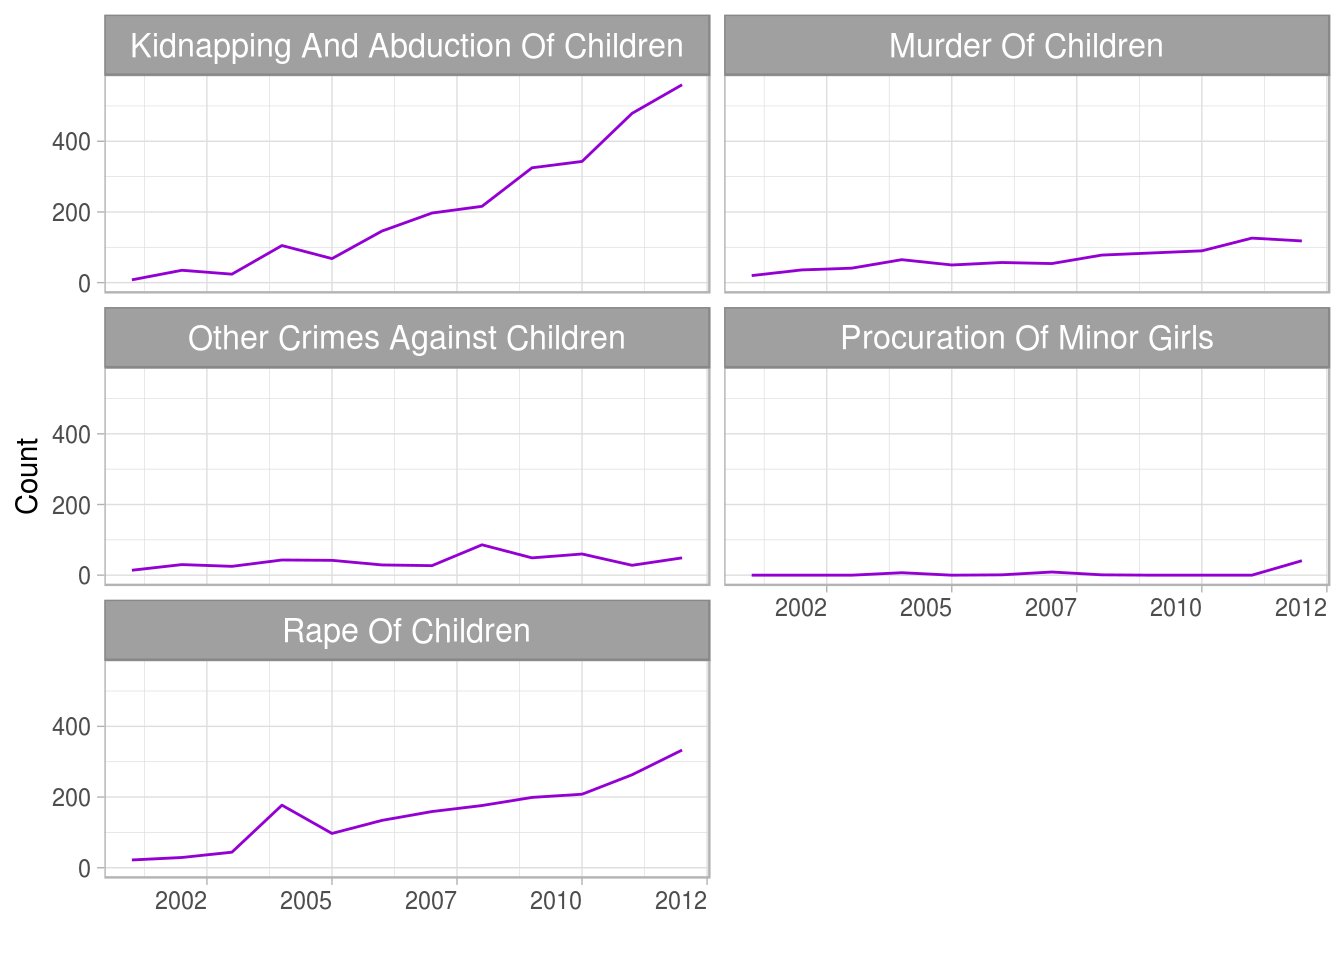 Kidnapping And Abduction Of Children
Murder Of Children
400
200
0
Other Crimes Against Children
Procuration Of Minor Girls
Count
400
200
0
2002 2005 2007 2010 2012
Rape Of Children
400
200
0
2002 2005 2007 2010 2012